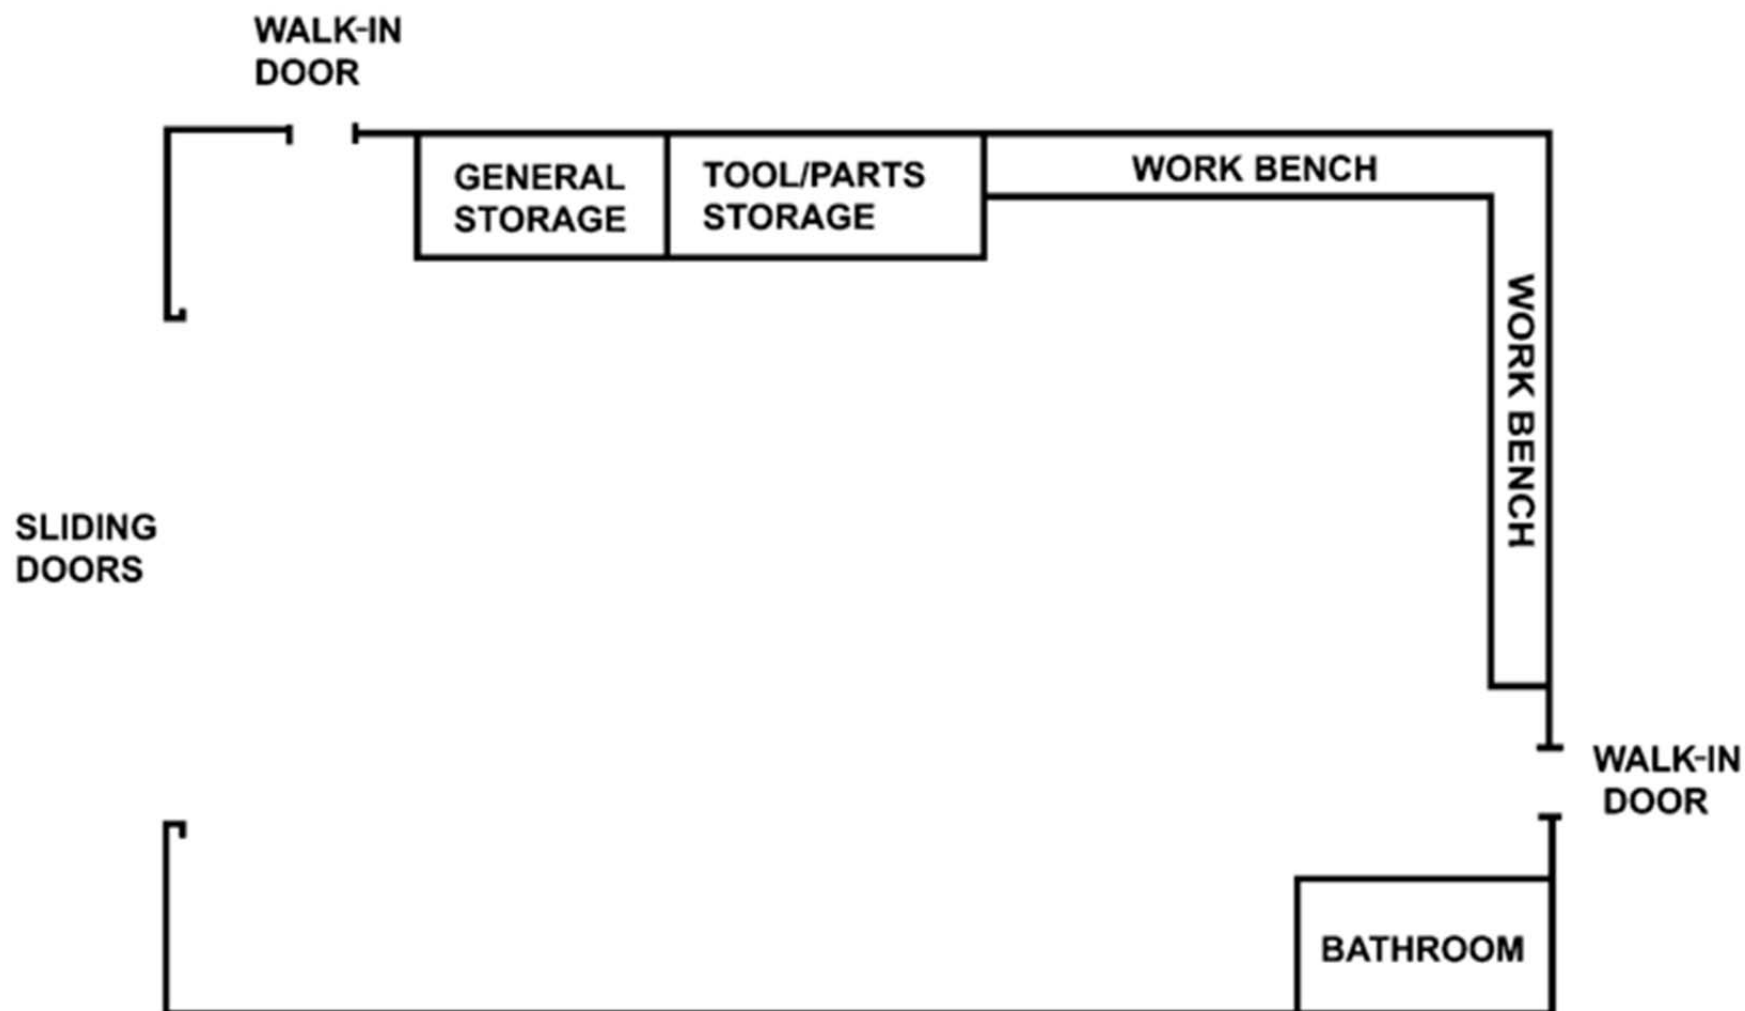 WALK-IN
DOOR
GENERAL
STORAGE
TOOL/PARTS
STORAGE
WORK BENCH
WORK BENCH
SLIDING
DOORS
WALK-IN
DOOR
BATHROOM